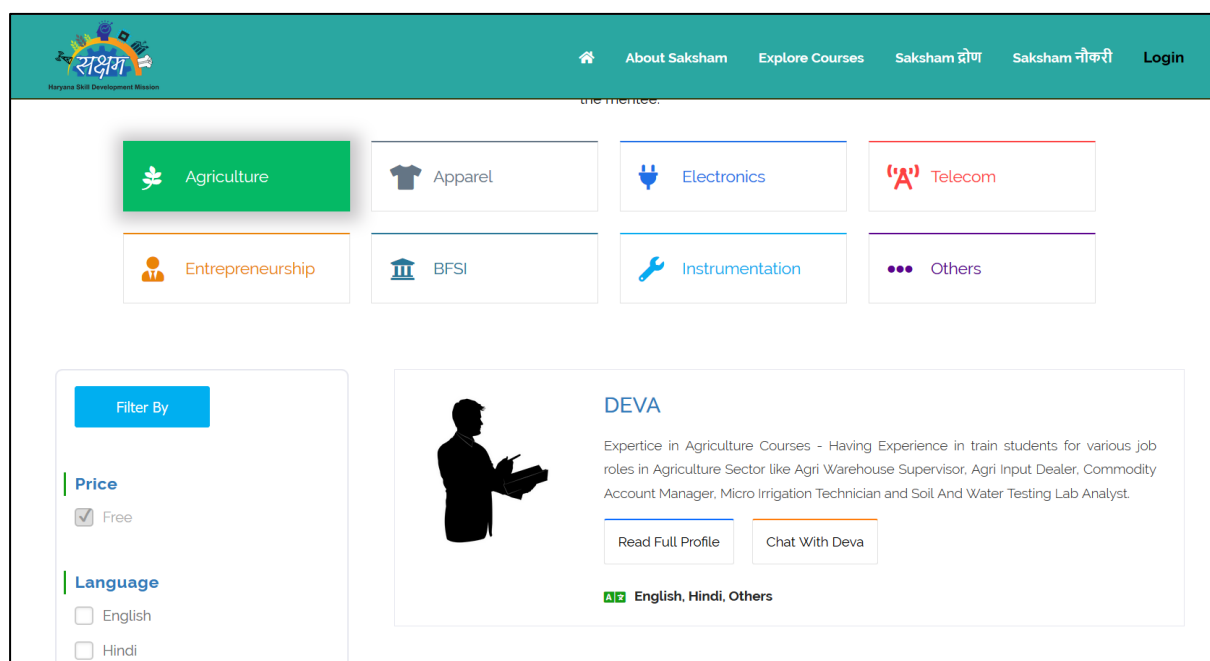 सक्षम
Haryana Skill Development Mission
About Saksham
Explore Courses
Saksham द्रोण
Saksham नौकरी
Login
the mentee.
Agriculture
Apparel
Electronics
Telecom
Entrepreneurship
BFSI
Instrumentation
Others
Filter By
Price
Free
Language
English
Hindi
DEVA
Expertice in Agriculture Courses - Having Experience in train students for various job
roles in Agriculture Sector like Agri Warehouse Supervisor, Agri Input Dealer, Commodity
Account Manager, Micro Irrigation Technician and Soil And Water Testing Lab Analyst.
Read Full Profile
Chat With Deva
English, Hindi, Others